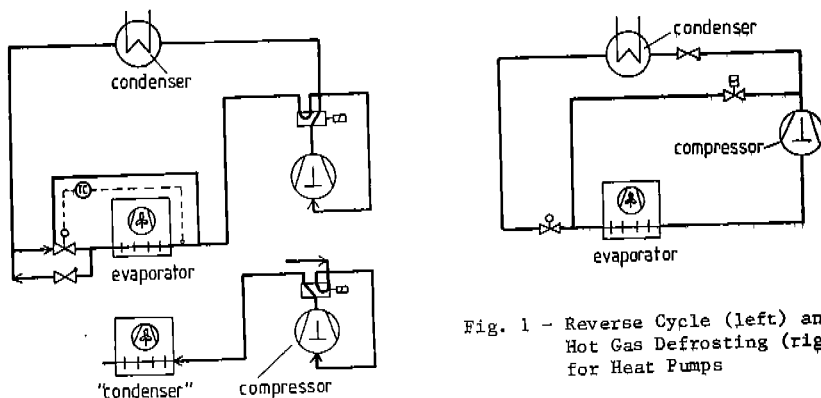 condenser
TC
evaporator
"condenser"
compressor
condenser
compressor
evaporator
Fig. 1 - Reverse Cycle (left) an
Hot Gas Defrosting (rig
for Heat Pumps